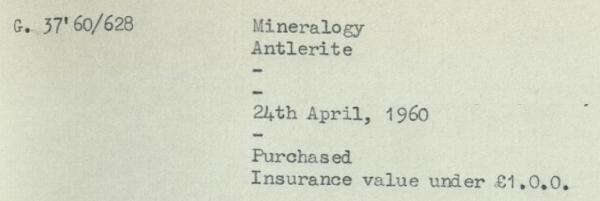 G. 37'60/628 Mineralogy
Antlerite
-
-
24th April, 1960
-
Purchased
Insurance value under £1.0.0.